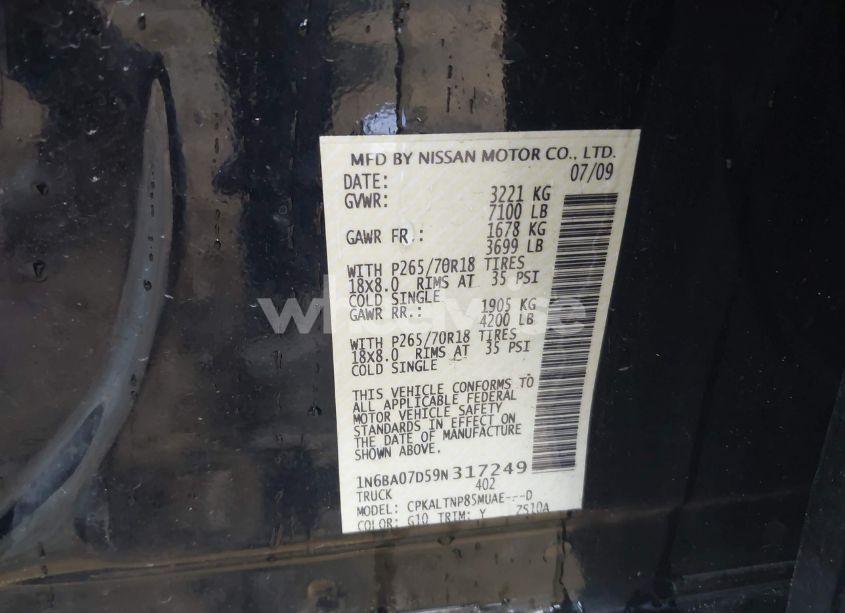 MFD BY NISSAN MOTOR CO., LTD.
DATE: 07/09
GVWR: 3221 KG
7100 LB
GAWR FR.: 1678 KG
3699 LB
WITH P265/70R18 TIRES
18X8.0 RIMS AT 35 PSI
COLD SINGLE
GAWR RR.: 1905 KG
4200 LB
WITH P265/70R18 TIRES
18X8.0 RIMS AT 35 PSI
COLD SINGLE
THIS VEHICLE CONFORMS TO
ALL APPLICABLE FEDERAL
MOTOR VEHICLE SAFETY
STANDARDS IN EFFECT ON
THE DATE OF MANUFACTURE
SHOWN ABOVE.
1N6BA07D59N317249
TRUCK 402
MODEL: CPKALTNP85MUAE---D
COLOR: G10 TRIM: Y ZS10A